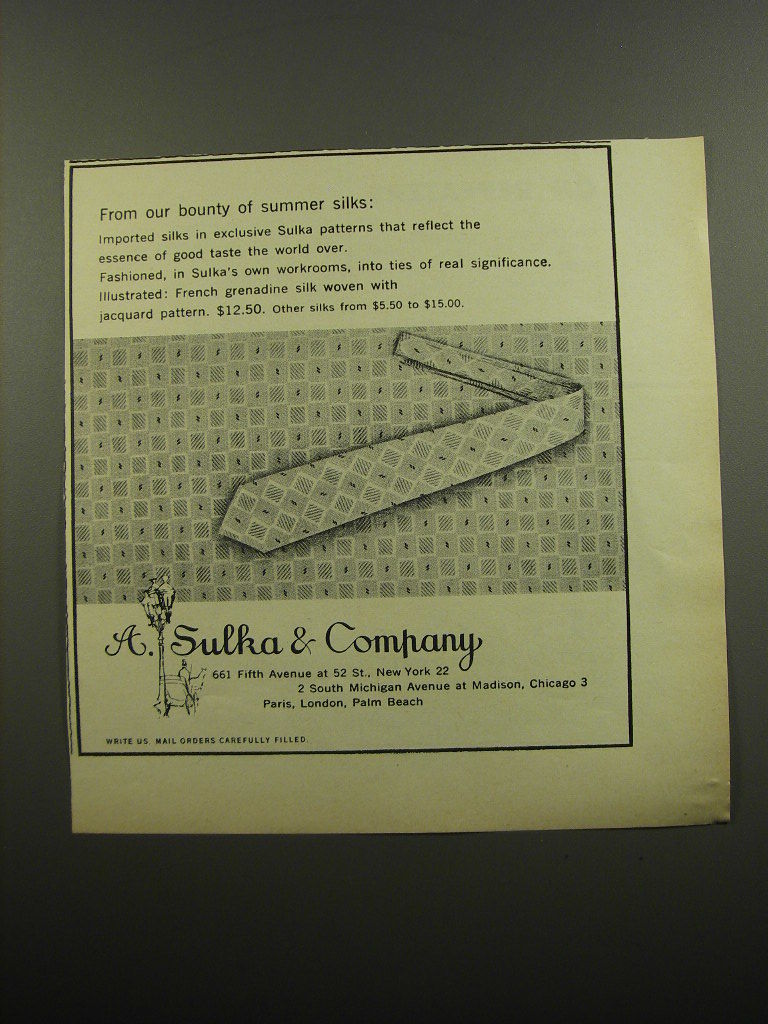 From our bounty of summer silks:
Imported silks in exclusive Sulka patterns that reflect the
essence of good taste the world over.
Fashioned, in Sulka's own workrooms, into ties of real significance.
Illustrated: French grenadine silk woven with
jacquard pattern. $12.50. Other silks from $5.50 to $15.00.
A. Sulka & Company
661 Fifth Avenue at 52 St., New York 22
2 South Michigan Avenue at Madison, Chicago 3
Paris, London, Palm Beach
WRITE US. MAIL ORDERS CAREFULLY FILLED.